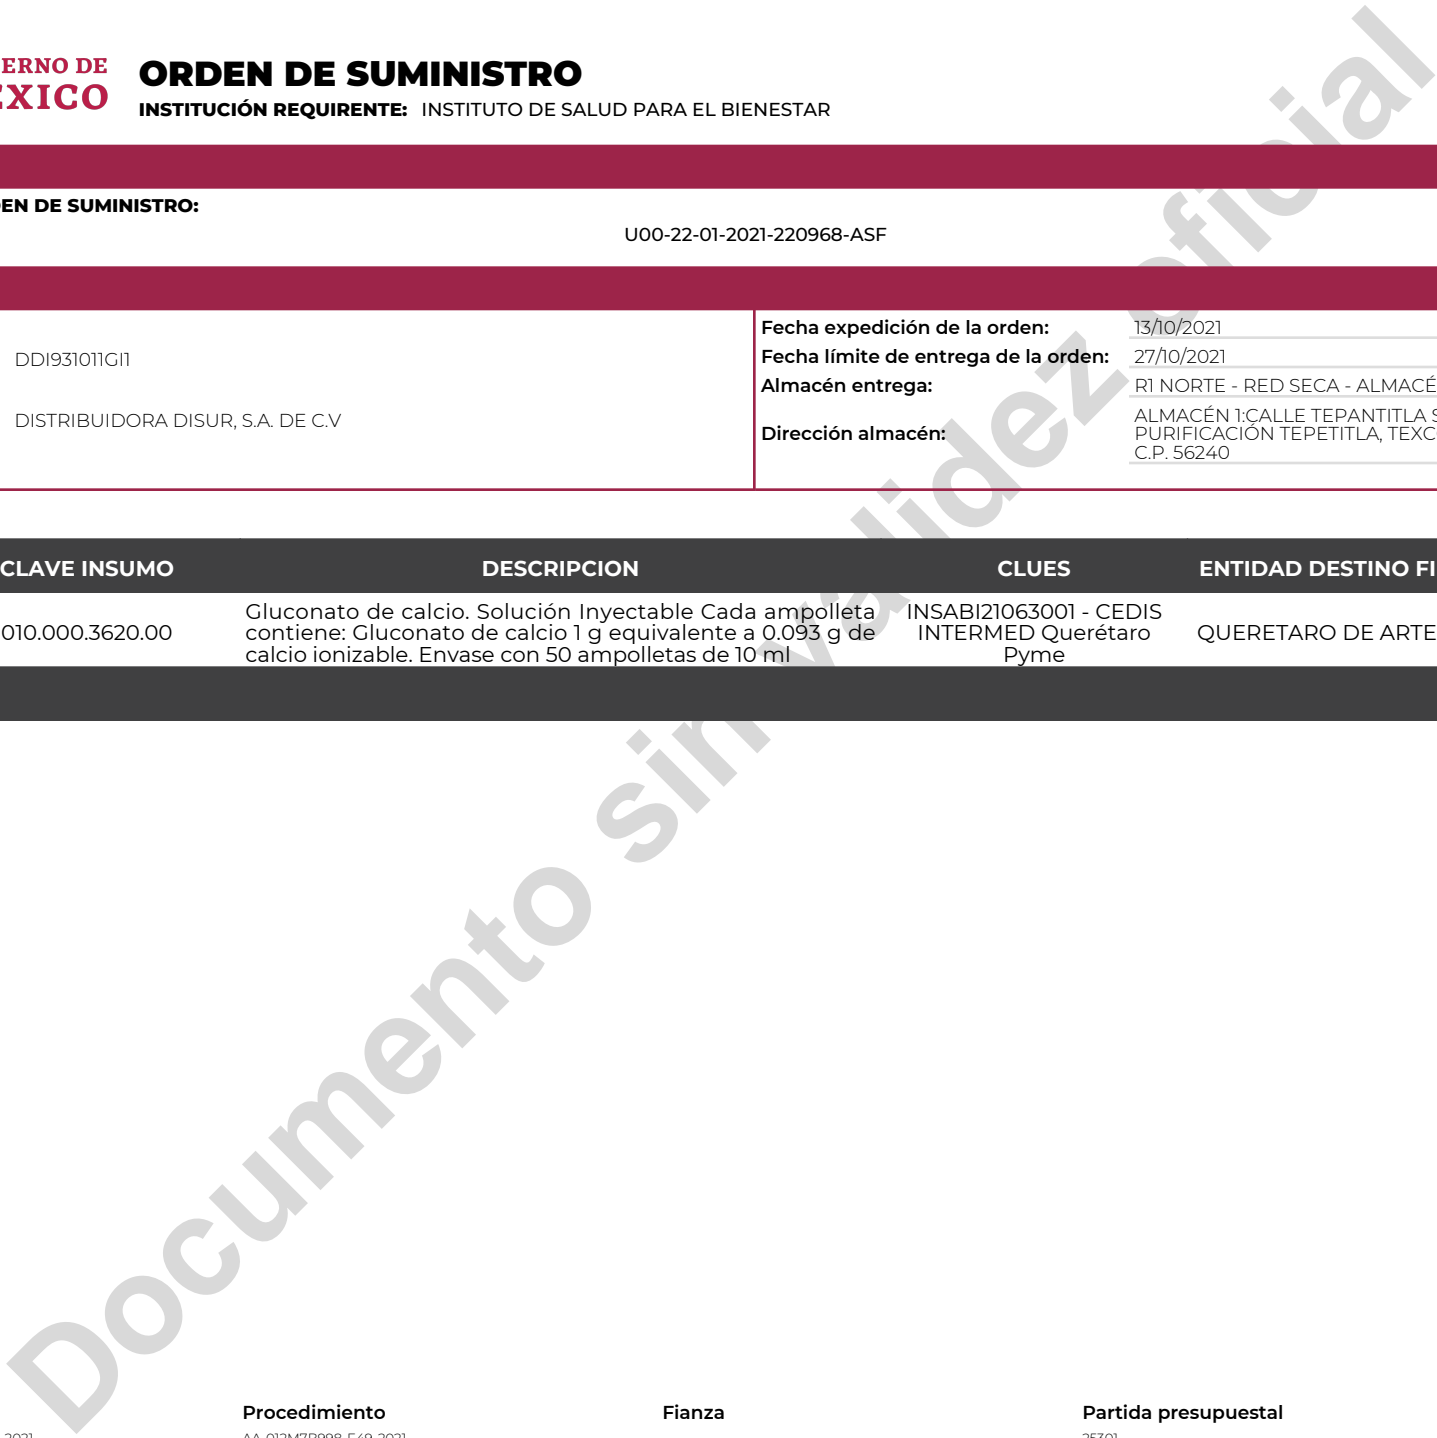 ERNO DE
EXICO
ORDEN DE SUMINISTRO
INSTITUCIÓN REQUIRENTE: INSTITUTO DE SALUD PARA EL BIENESTAR
EN DE SUMINISTRO:
U00-22-01-2021-220968-ASF
DDI931011GI1
DISTRIBUIDORA DISUR, S.A. DE C.V
Fecha expedición de la orden: 13/10/2021
Fecha límite de entrega de la orden: 27/10/2021
Almacén entrega: R1 NORTE - RED SECA - ALMACÉ
Dirección almacén: ALMACÉN 1:CALLE TEPANTITLA S
PURIFICACIÓN TEPETITLA, TEXC
C.P. 56240
CLAVE INSUMO DESCRIPCION CLUES ENTIDAD DESTINO FI
010.000.3620.00
Gluconato de calcio. Solución Inyectable Cada ampolleta
contiene: Gluconato de calcio 1 g equivalente a 0.093 g de
calcio ionizable. Envase con 50 ampolletas de 10 ml
INSABI21063001 - CEDIS
INTERMED Querétaro
Pyme
QUERETARO DE ARTE
Documento sin validez oficial
Procedimiento Fianza Partida presupuestal